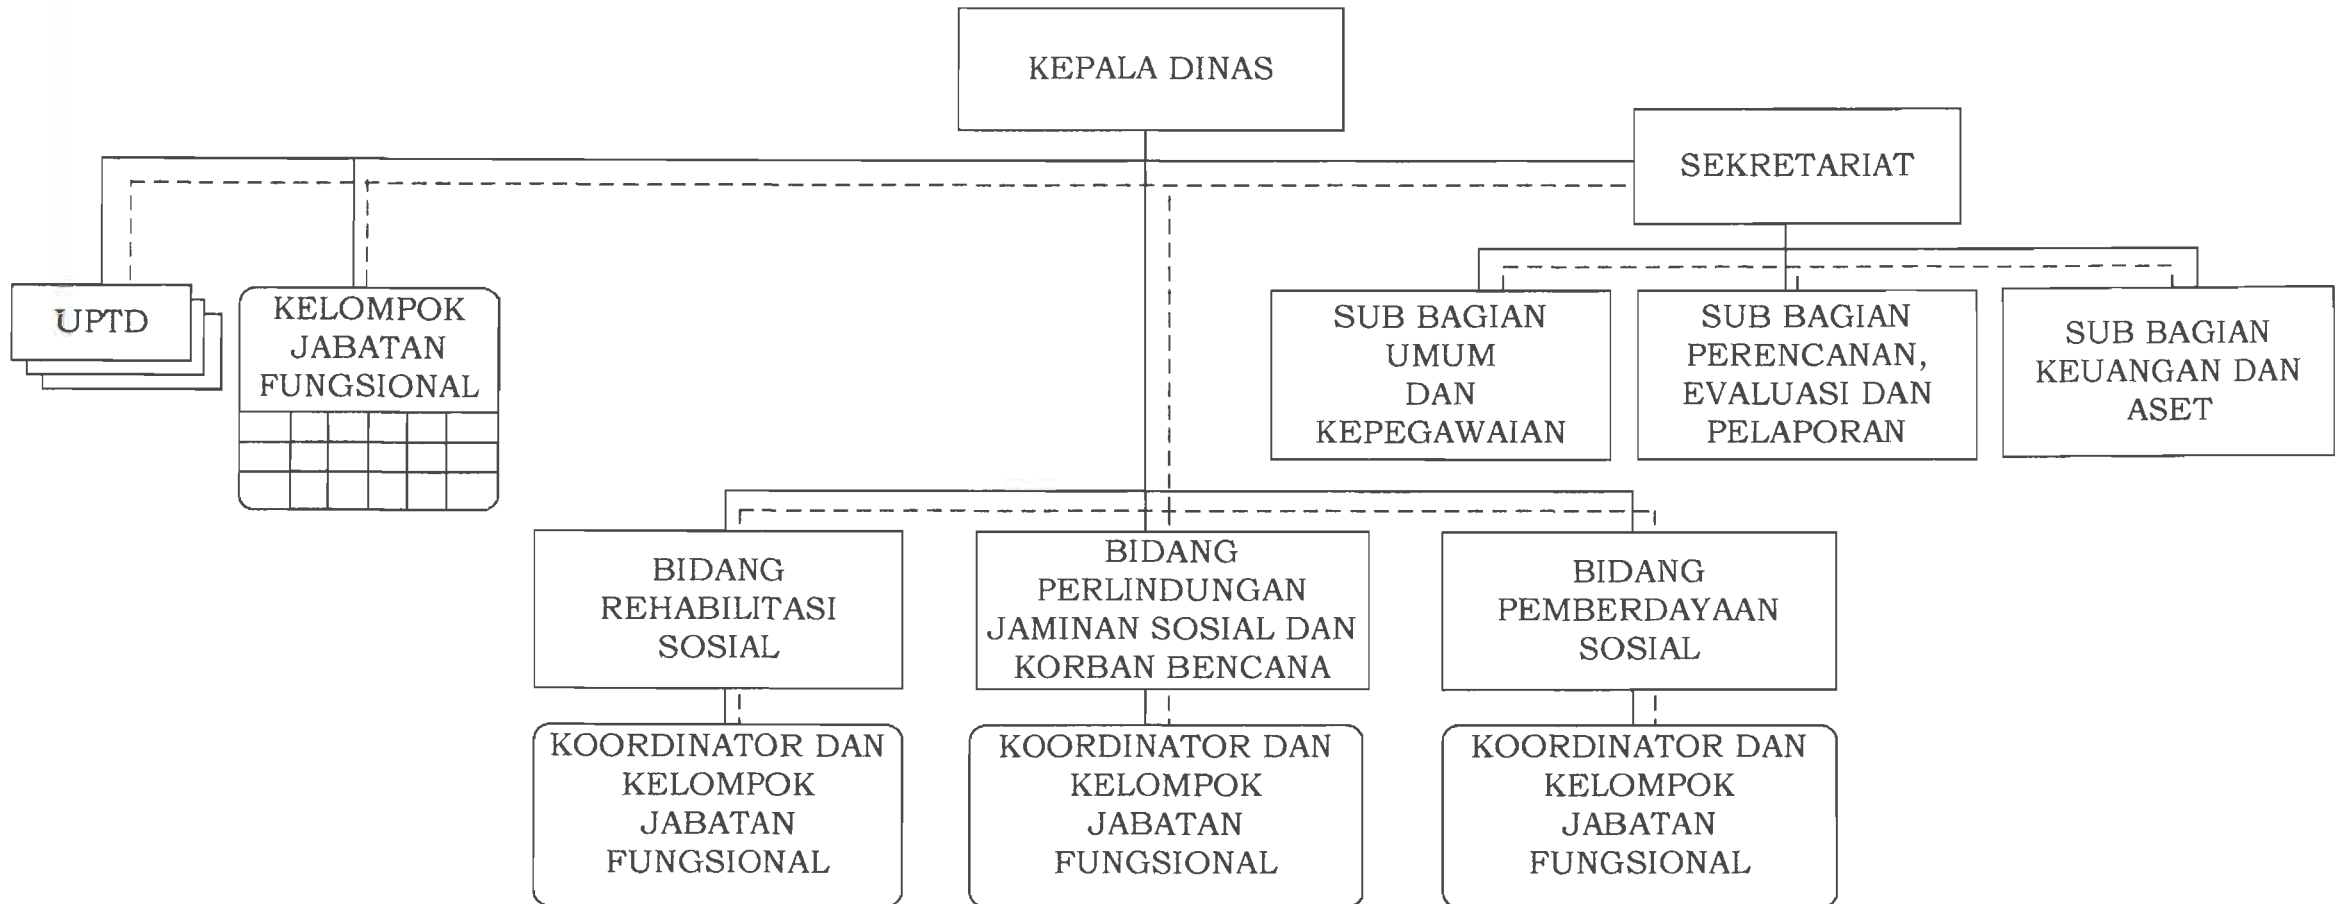 KEPALA DINAS
SEKRETARIAT
UPTD
KELOMPOK
JABATAN
FUNGSIONAL
SUB BAGIAN
UMUM
DAN
KEPEGAWAIAN
SUB BAGIAN
PERENCANAN,
EVALUASI DAN
PELAPORAN
SUB BAGIAN
KEUANGAN DAN
ASET
BIDANG
REHABILITASI
SOSIAL
BIDANG
PERLINDUNGAN
JAMINAN SOSIAL DAN
KORBAN BENCANA
BIDANG
PEMBERDAYAAN
SOSIAL
KOORDINATOR DAN
KELOMPOK
JABATAN
FUNGSIONAL
KOORDINATOR DAN
KELOMPOK
JABATAN
FUNGSIONAL
KOORDINATOR DAN
KELOMPOK
JABATAN
FUNGSIONAL